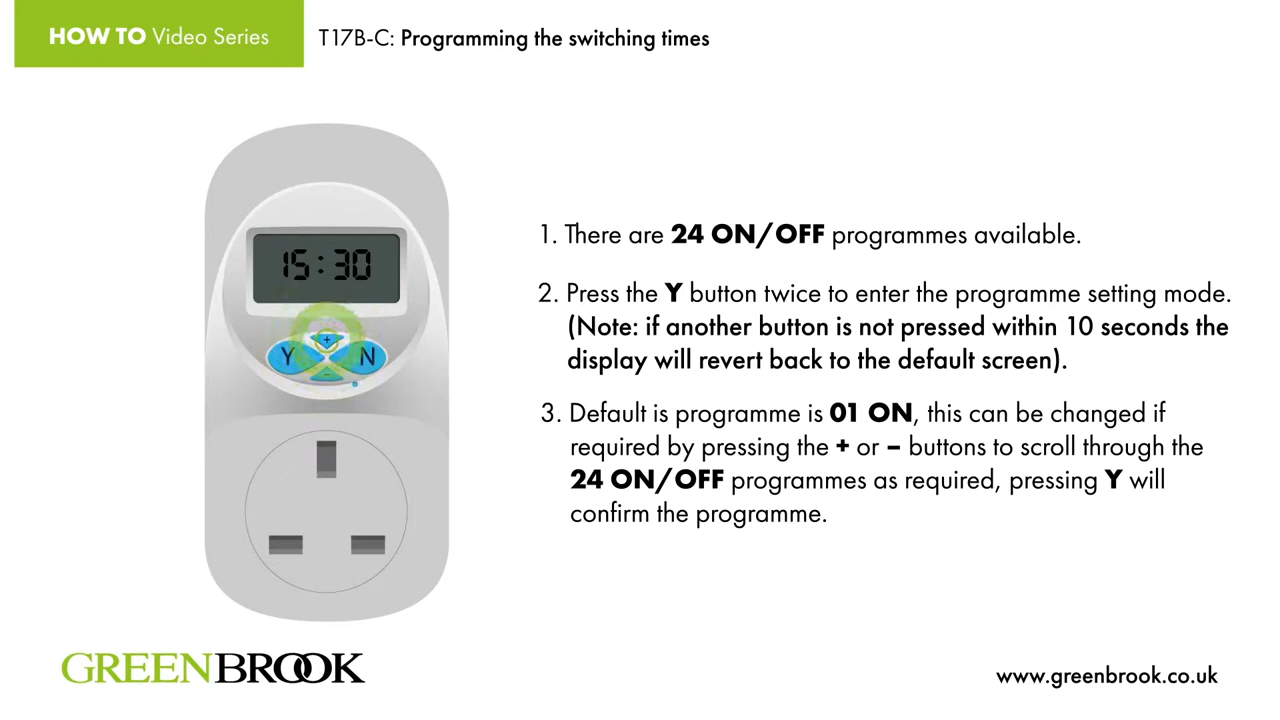 HOW TO Video Series
T17B-C: Programming the switching times
15:30
+
Y N
−
1. There are 24 ON/OFF programmes available.
2. Press the Y button twice to enter the programme setting mode.
(Note: if another button is not pressed within 10 seconds the
display will revert back to the default screen).
3. Default is programme is 01 ON, this can be changed if
required by pressing the + or − buttons to scroll through the
24 ON/OFF programmes as required, pressing Y will
confirm the programme.
GREENBROOK
www.greenbrook.co.uk